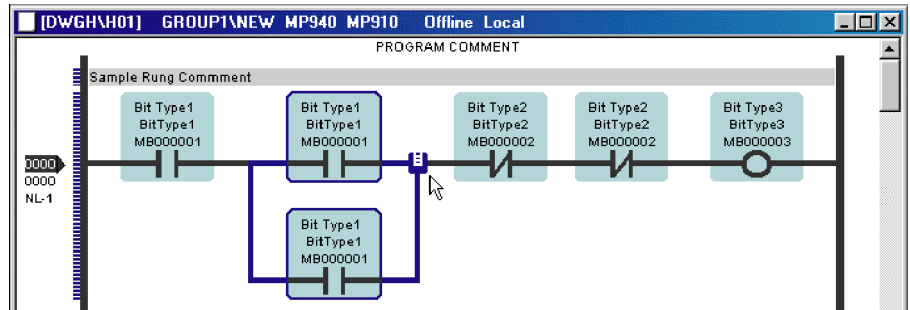 [DWGH\H01] GROUP1\NEW MP940 MP910 Offline Local
PROGRAM COMMENT
Sample Rung Commment
Bit Type1 Bit Type1 Bit Type2 Bit Type2 Bit Type3
BitType1 BitType1 BitType2 BitType2 BitType3
MB000001 MB000001 MB000002 MB000002 MB000003
0000
0000
NL-1
Bit Type1
BitType1
MB000001